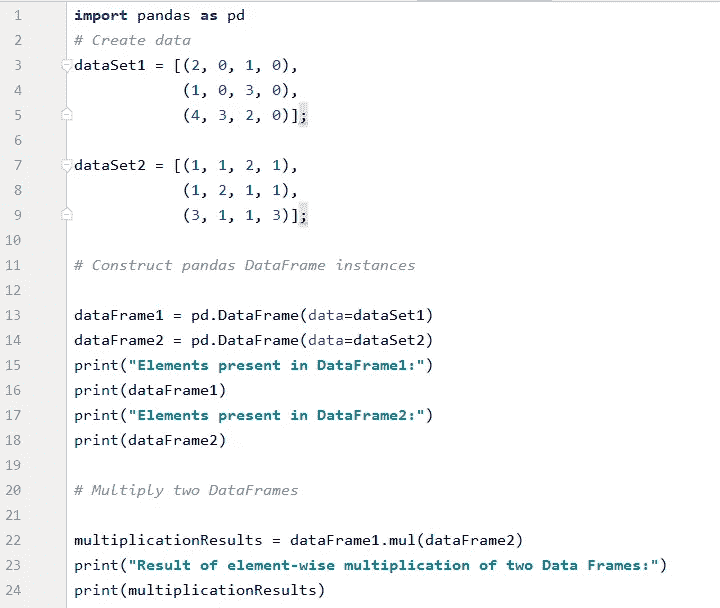 1 import pandas as pd
2 # Create data
3 dataSet1 = [(2, 0, 1, 0),
4             (1, 0, 3, 0),
5             (4, 3, 2, 0)];
6
7 dataSet2 = [(1, 1, 2, 1),
8             (1, 2, 1, 1),
9             (3, 1, 1, 3)];
10
11 # Construct pandas DataFrame instances
12
13 dataFrame1 = pd.DataFrame(data=dataSet1)
14 dataFrame2 = pd.DataFrame(data=dataSet2)
15 print("Elements present in DataFrame1:")
16 print(dataFrame1)
17 print("Elements present in DataFrame2:")
18 print(dataFrame2)
19
20 # Multiply two DataFrames
21
22 multiplicationResults = dataFrame1.mul(dataFrame2)
23 print("Result of element-wise multiplication of two Data Frames:")
24 print(multiplicationResults)